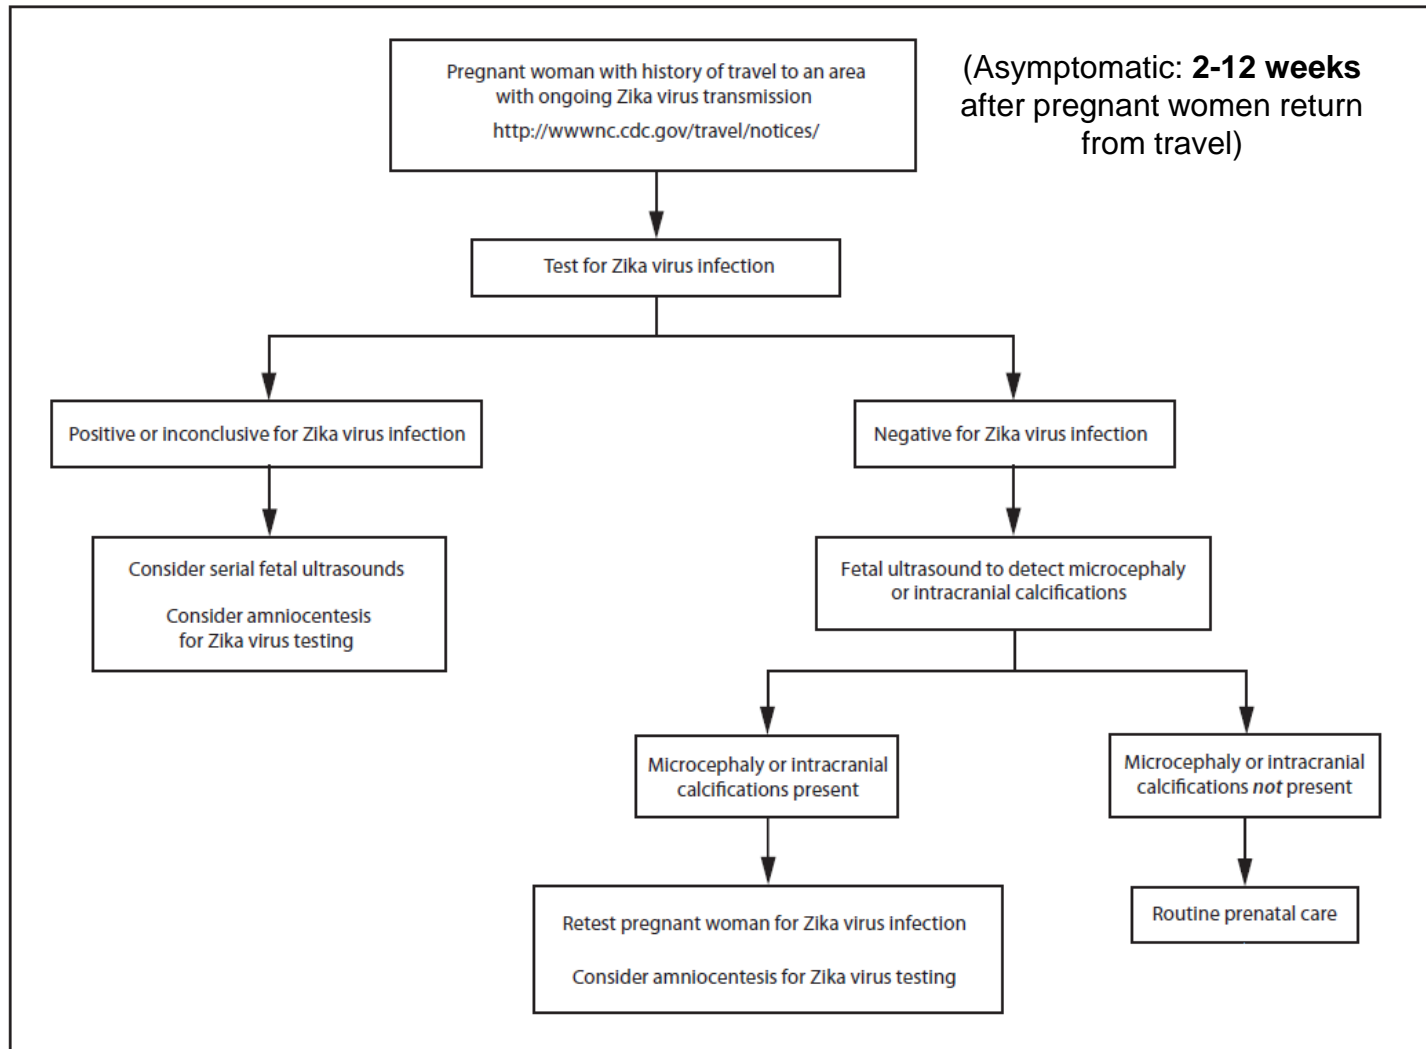 Pregnant woman with history of travel to an area
with ongoing Zika virus transmission
http://wwwnc.cdc.gov/travel/notices/
(Asymptomatic: 2-12 weeks
after pregnant women return
from travel)
Test for Zika virus infection
Positive or inconclusive for Zika virus infection
Negative for Zika virus infection
Consider serial fetal ultrasounds
Consider amniocentesis
for Zika virus testing
Fetal ultrasound to detect microcephaly
or intracranial calcifications
Microcephaly or intracranial
calcifications present
Microcephaly or intracranial
calcifications not present
Retest pregnant woman for Zika virus infection
Consider amniocentesis for Zika virus testing
Routine prenatal care